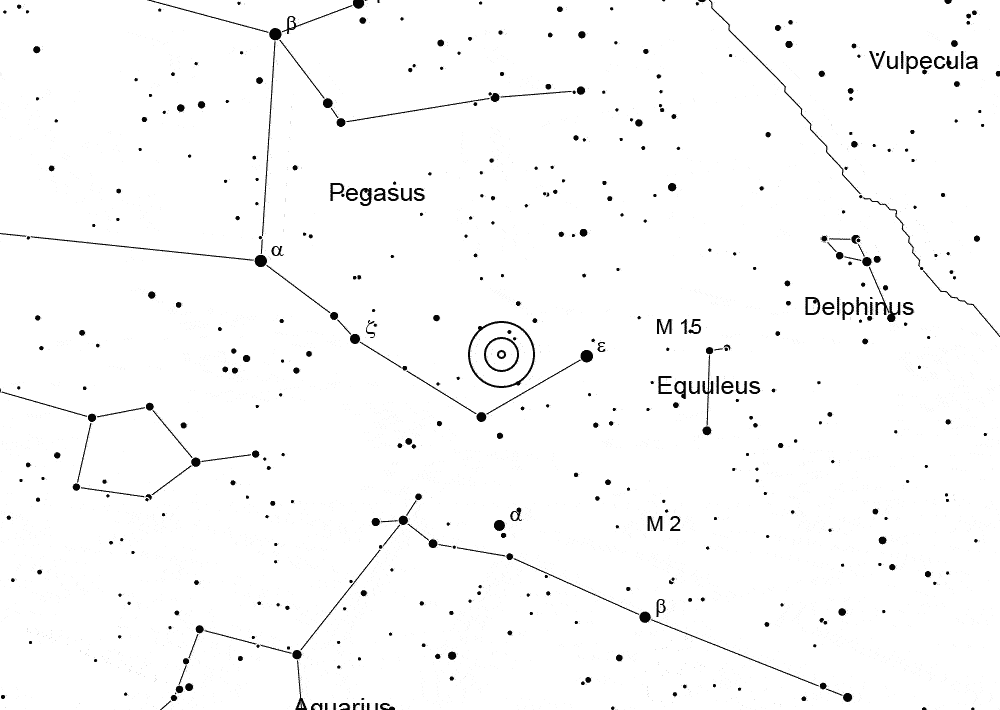 β
Vulpecula
Pegasus
α
Delphinus
M 15
ζ
ε
Equuleus
α
M 2
β
Aquarius